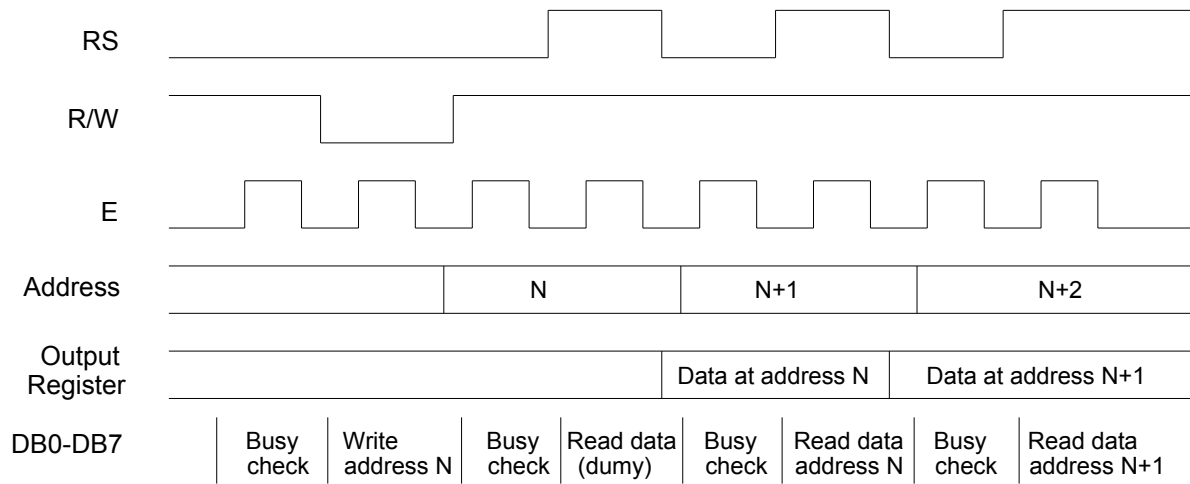 RS
R/W
E
Address
N
N+1
N+2
Output
Register
Data at address N
Data at address N+1
DB0-DB7
Busy
check
Write
address N
Busy
check
Read data
(dumy)
Busy
check
Read data
address N
Busy
check
Read data
address N+1